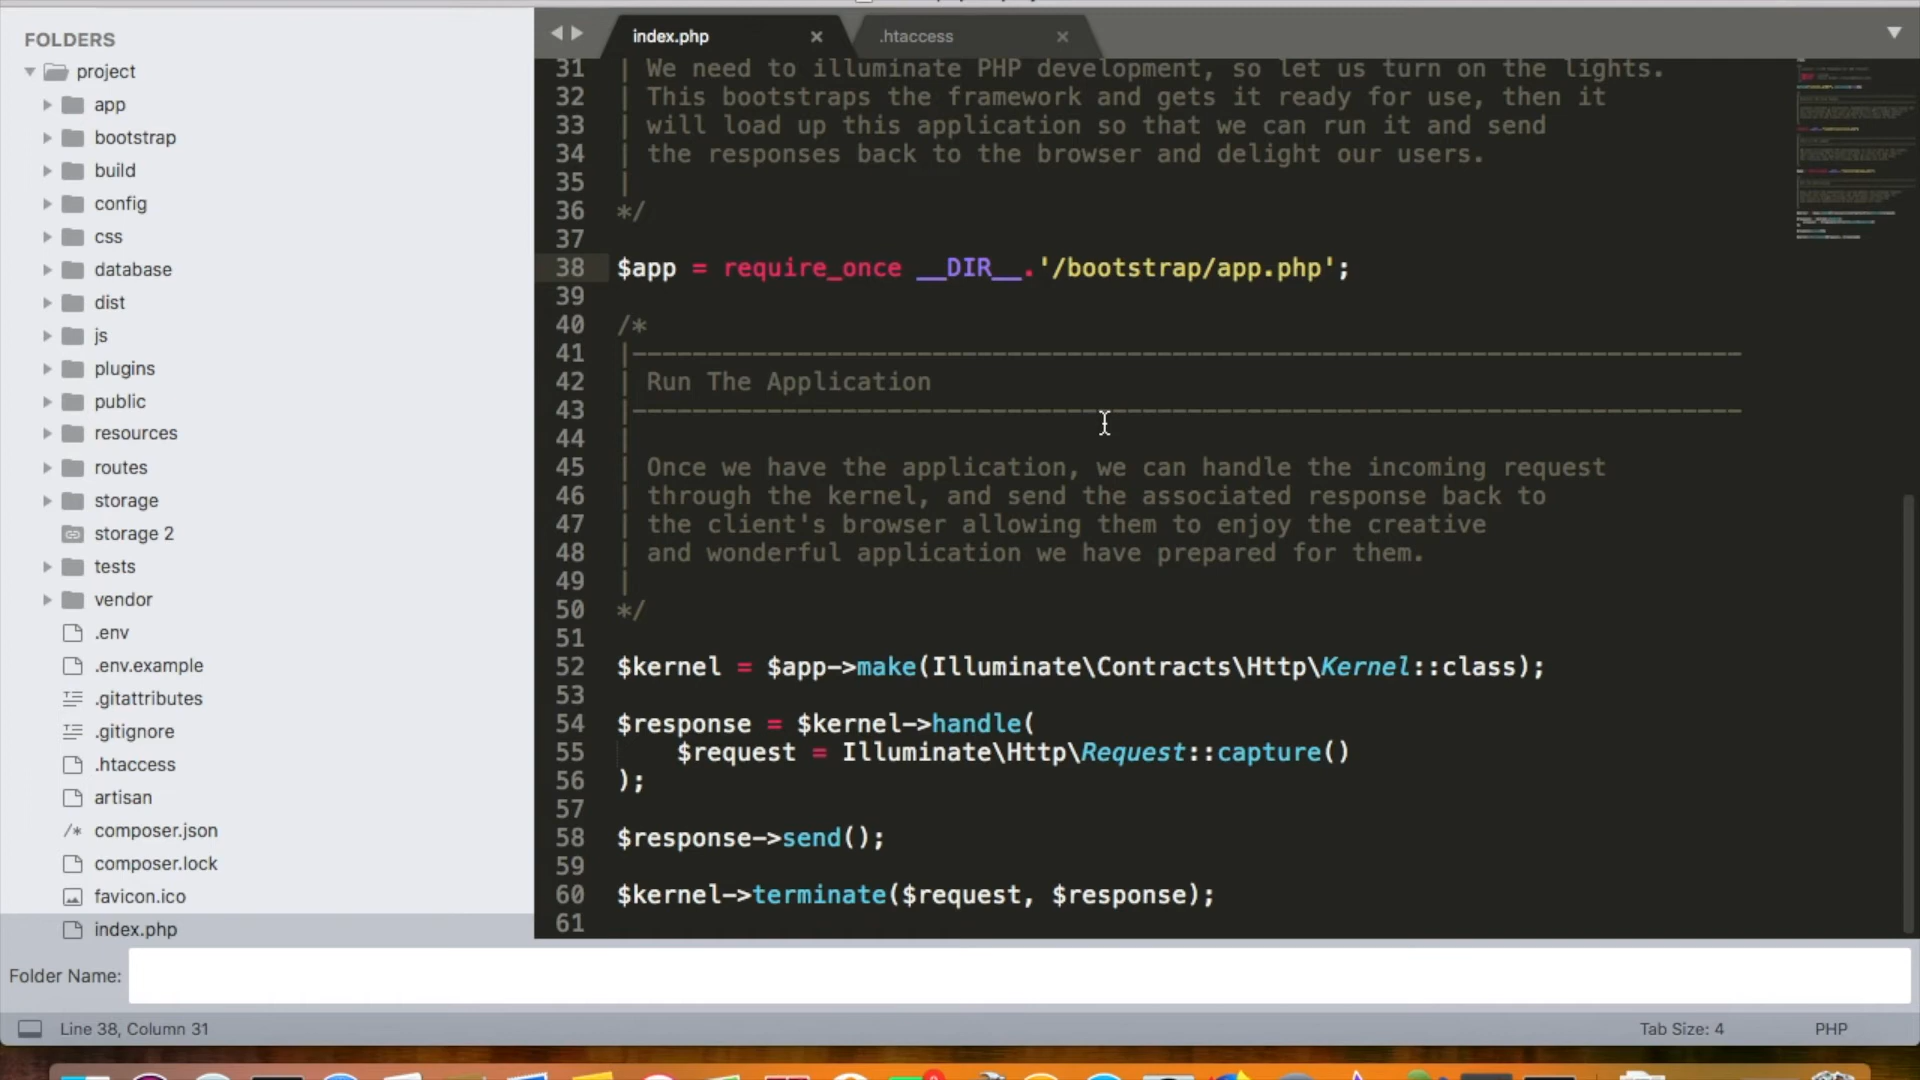 FOLDERS
project
app
bootstrap
build
config
css
database
dist
js
plugins
public
resources
routes
storage
storage 2
tests
vendor
.env
.env.example
.gitattributes
.gitignore
.htaccess
artisan
/* composer.json
composer.lock
favicon.ico
index.php
index.php ×
.htaccess ×
31 | We need to illuminate PHP development, so let us turn on the lights.
32 | This bootstraps the framework and gets it ready for use, then it
33 | will load up this application so that we can run it and send
34 | the responses back to the browser and delight our users.
35 |
36 */
37
38 $app = require_once __DIR__.'/bootstrap/app.php';
39
40 /*
41 |--------------------------------------------------------------------------
42 | Run The Application
43 |--------------------------------------------------------------------------
44 |
45 | Once we have the application, we can handle the incoming request
46 | through the kernel, and send the associated response back to
47 | the client's browser allowing them to enjoy the creative
48 | and wonderful application we have prepared for them.
49 |
50 */
51
52 $kernel = $app->make(Illuminate\Contracts\Http\Kernel::class);
53
54 $response = $kernel->handle(
55 $request = Illuminate\Http\Request::capture()
56 );
57
58 $response->send();
59
60 $kernel->terminate($request, $response);
61
Folder Name:
Line 38, Column 31
Tab Size: 4
PHP